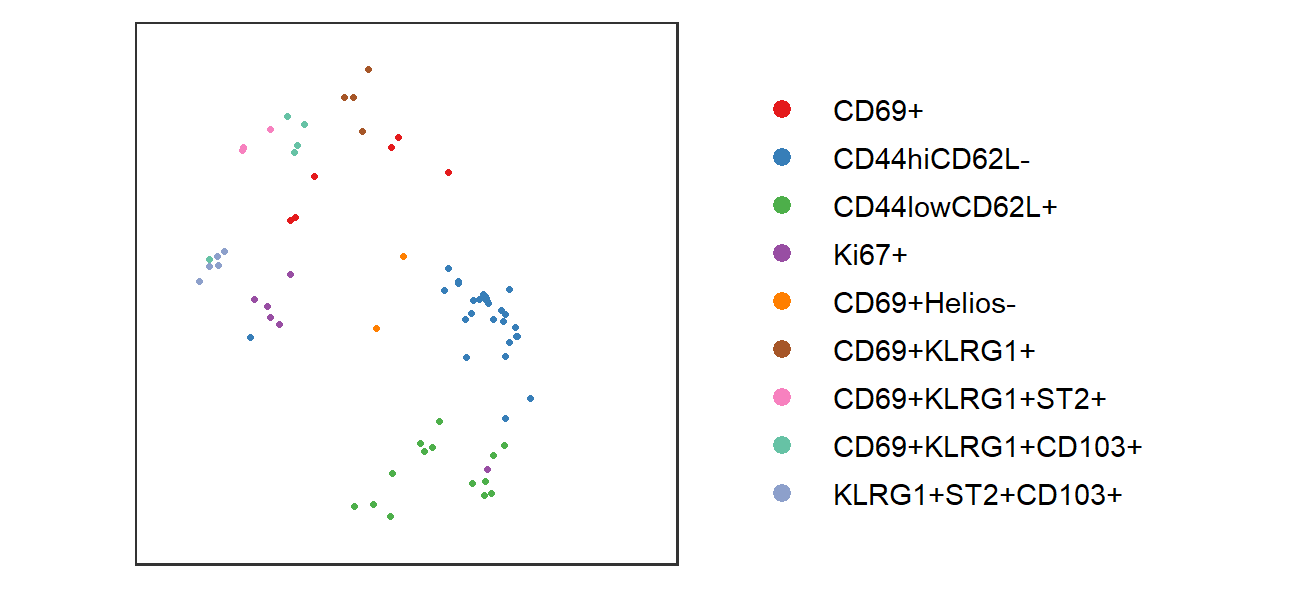 CD69+
CD44hiCD62L-
CD44lowCD62L+
Ki67+
CD69+Helios-
CD69+KLRG1+
CD69+KLRG1+ST2+
CD69+KLRG1+CD103+
KLRG1+ST2+CD103+